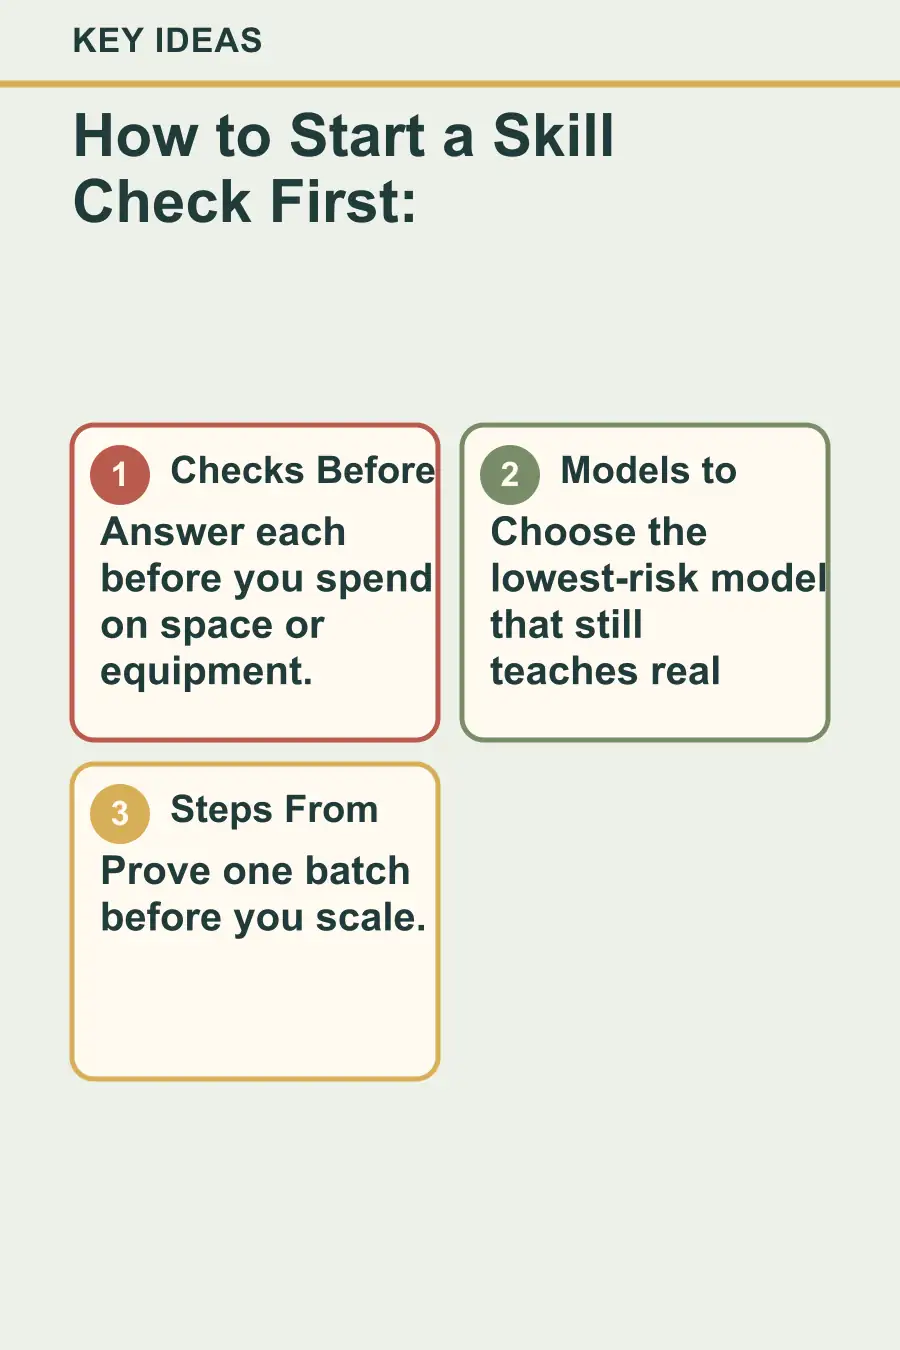 KEY IDEAS
How to Start a Skill
Check First:
1 Checks Before
Answer each
before you spend
on space or
equipment.
2 Models to
Choose the
lowest-risk model
that still
teaches real
3 Steps From
Prove one batch
before you scale.